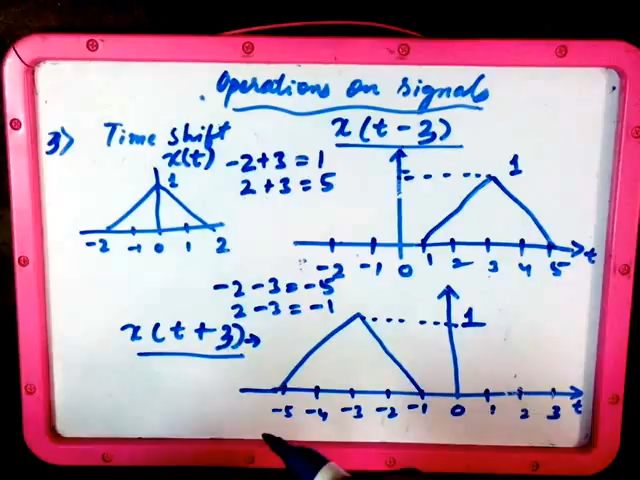 Operations on signals
3) Time shift
x(t)
1
-2 -1 0 1 2
-2+3=1
2+3=5
x(t-3)
1
-2 -1 0 1 2 3 4 5 t
-2-3=-5
2-3=-1
x(t+3)→
1
-5 -4 -3 -2 -1 0 1 2 3 t